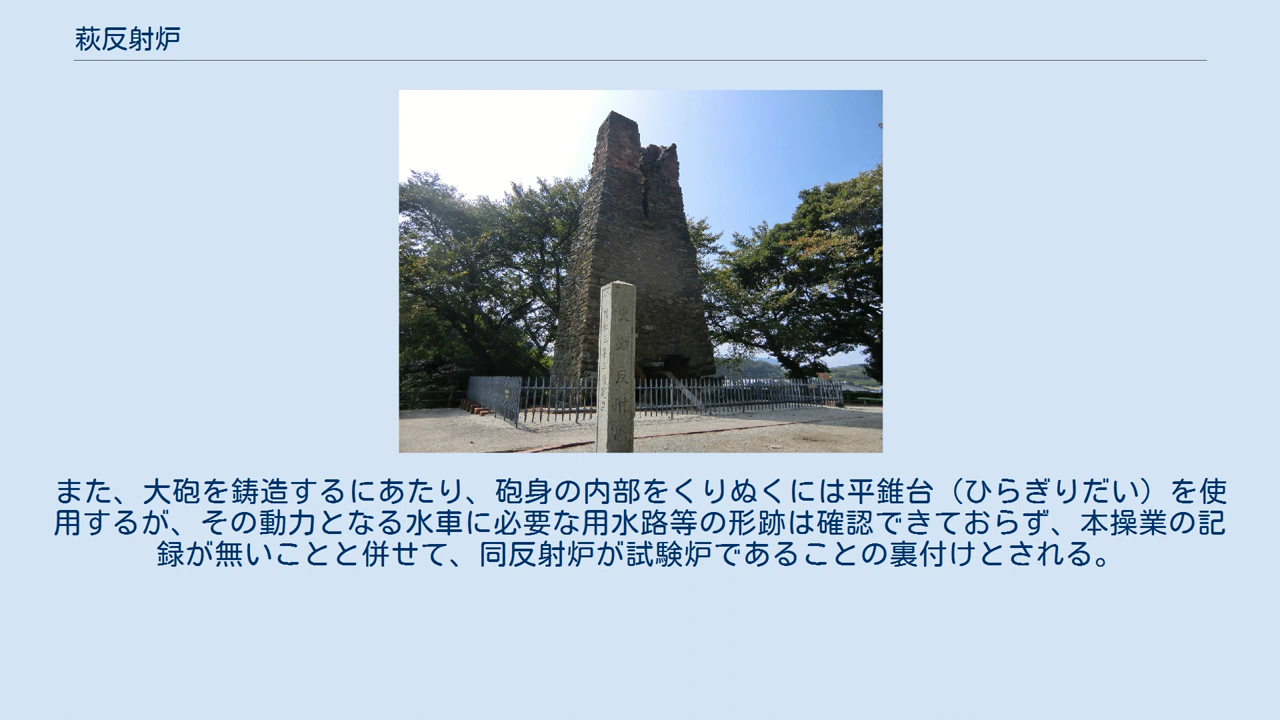 萩反射炉
反射
また、大砲を鋳造するにあたり、砲身の内部をくりぬくには平錐台（ひらぎりだい）を使
用するが、その動力となる水車に必要な用水路等の形跡は確認できておらず、本操業の記
録が無いことと併せて、同反射炉が試験炉であることの裏付けとされる。